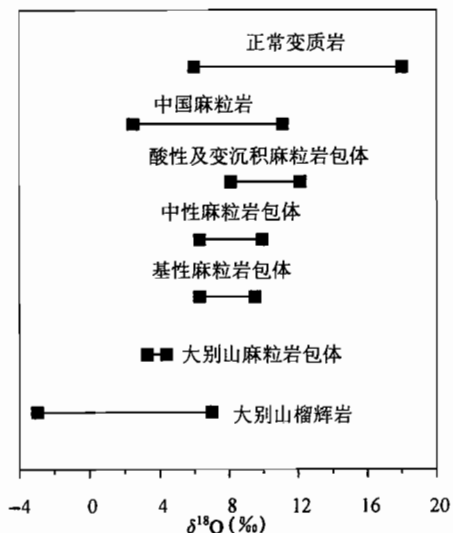 正常变质岩
中国麻粒岩
酸性及变沉积麻粒岩包体
中性麻粒岩包体
基性麻粒岩包体
大别山麻粒岩包体
大别山榴辉岩
-4 0 4 8 12 16 20
δ¹⁸O(‰)